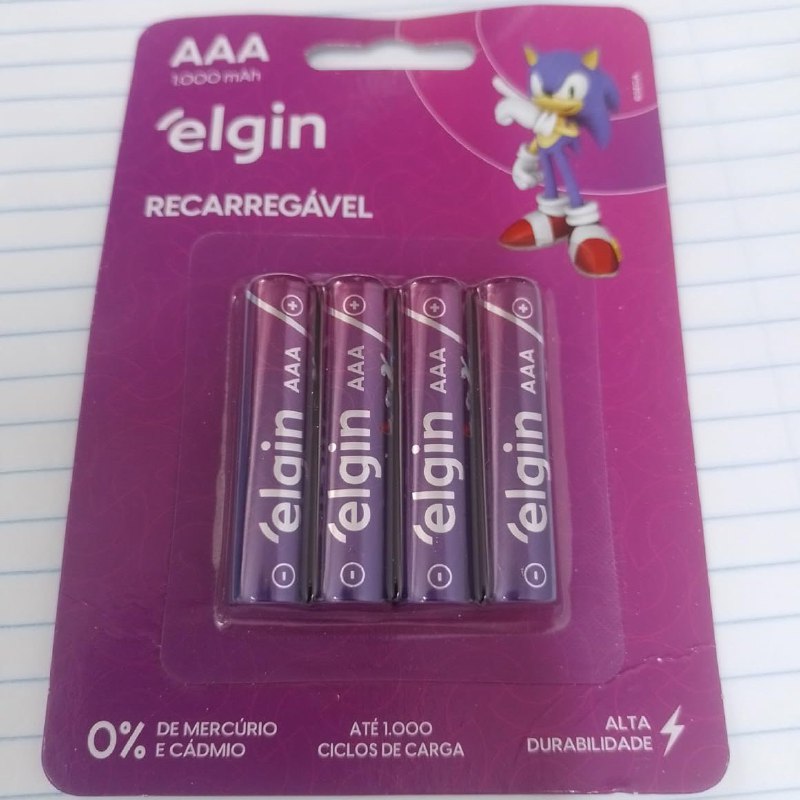 AAA
1.000 mAh
elgin
RECARREGÁVEL
©SEGA
elgin AAA
elgin AAA
elgin AAA
elgin AAA
0% DE MERCÚRIO
E CÁDMIO
ATÉ 1.000
CICLOS DE CARGA
ALTA
DURABILIDADE